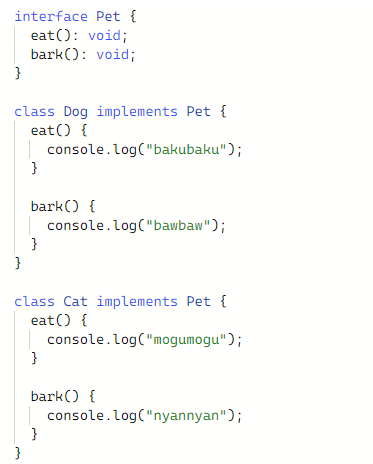 interface Pet {
  eat(): void;
  bark(): void;
}

class Dog implements Pet {
  eat() {
    console.log("bakubaku");
  }

  bark() {
    console.log("bawbaw");
  }
}

class Cat implements Pet {
  eat() {
    console.log("mogumogu");
  }

  bark() {
    console.log("nyannyan");
  }
}